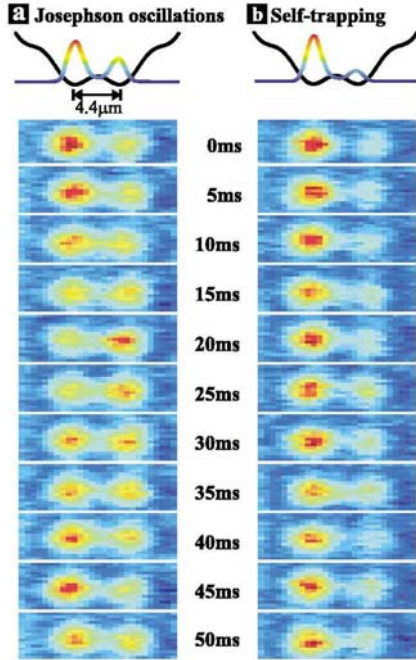 a Josephson oscillations
b Self-trapping
4.4μm
0ms
5ms
10ms
15ms
20ms
25ms
30ms
35ms
40ms
45ms
50ms